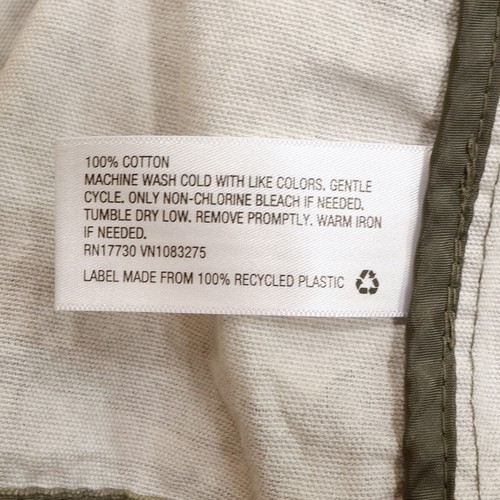 100% COTTON
MACHINE WASH COLD WITH LIKE COLORS. GENTLE
CYCLE. ONLY NON-CHLORINE BLEACH IF NEEDED.
TUMBLE DRY LOW. REMOVE PROMPTLY. WARM IRON
IF NEEDED.
RN17730 VN1083275
LABEL MADE FROM 100% RECYCLED PLASTIC